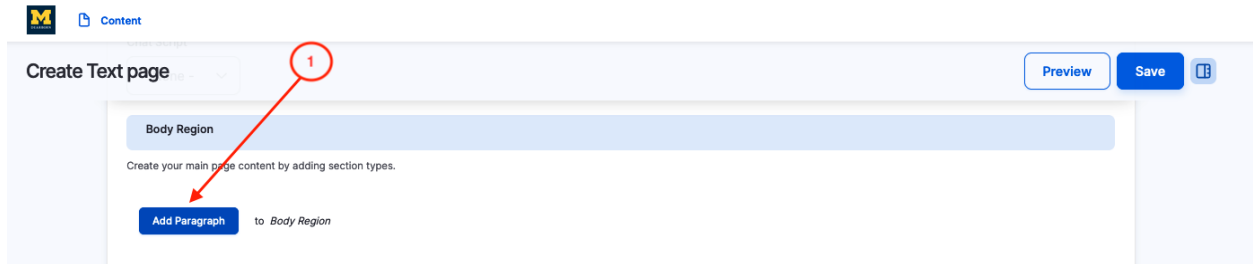 M
Content
Create Text page
1
Preview
Save
Body Region
Create your main page content by adding section types.
Add Paragraph to Body Region